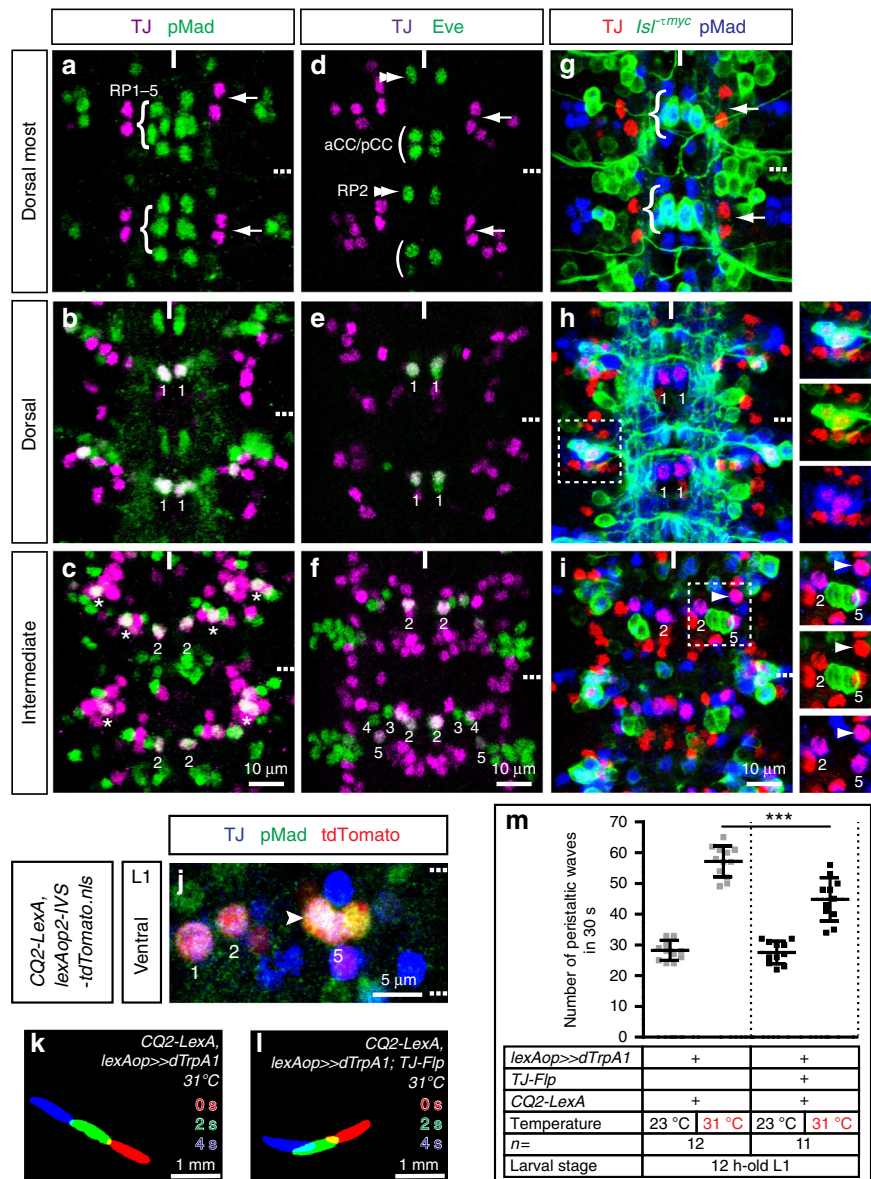 TJ pMad
TJ Eve
TJ Isl-τmyc pMad
Dorsal most
a
RP1–5
d
aCC/pCC
RP2
g
Dorsal
b
1 1
1 1
e
1 1
1 1
h
1 1
1 1
Intermediate
c
* * * *
2 2
* *
2 2
10 μm
f
2 2
4 3 2 2 3 4
5 5
10 μm
i
2 2 5
10 μm
2 5
2 5
2 5
TJ pMad tdTomato
CQ2-LexA,
lexAop2-IVS
-tdTomato.nls
L1
Ventral
j
1 2 5
5 μm
k
CQ2-LexA,
lexAop>>dTrpA1
31°C
0 s
2 s
4 s
1 mm
l
CQ2-LexA,
lexAop>>dTrpA1; TJ-Flp
31°C
0 s
2 s
4 s
1 mm
m
***
Number of peristaltic waves
in 30 s
70
60
50
40
30
20
10
0
lexAop>>dTrpA1 + +
TJ-Flp +
CQ2-LexA + +
Temperature 23 °C 31 °C 23 °C 31 °C
n= 12 11
Larval stage 12 h-old L1